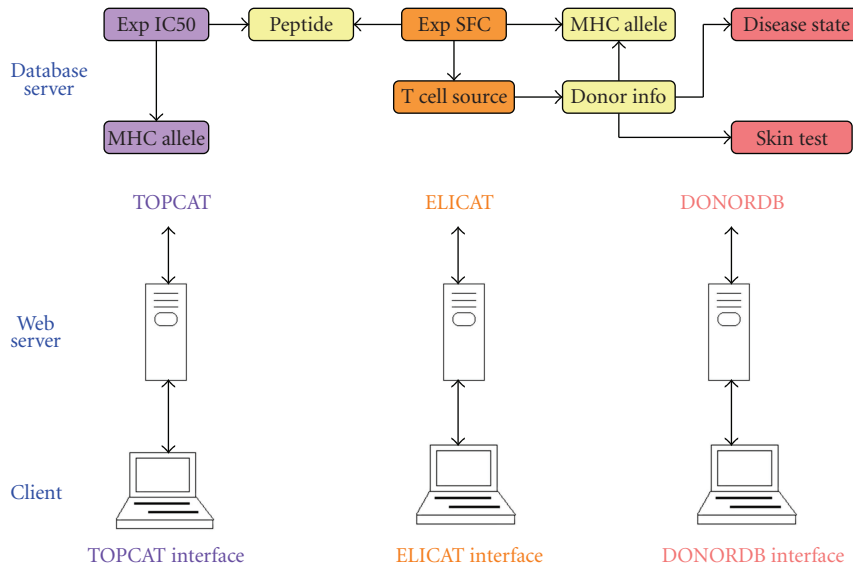 Exp IC50
Peptide
Exp SFC
MHC allele
Disease state
Database
server
T cell source
Donor info
MHC allele
Skin test
TOPCAT
ELICAT
DONORDB
Web
server
Client
TOPCAT interface
ELICAT interface
DONORDB interface